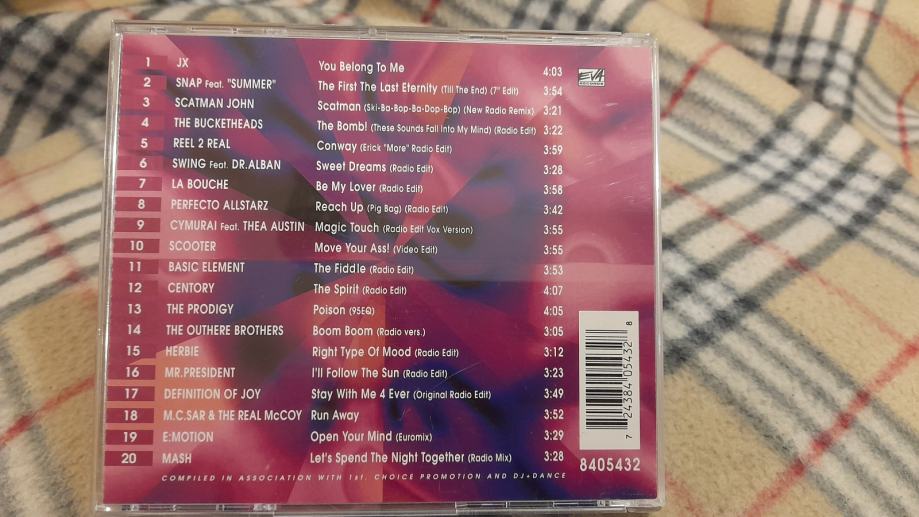 1 JX You Belong To Me 4:03
2 SNAP Feat. "SUMMER" The First The Last Eternity (Till The End) (7" Edit) 3:54
3 SCATMAN JOHN Scatman (Ski-Ba-Bop-Ba-Dop-Bop) (New Radio Remix) 3:21
4 THE BUCKETHEADS The Bomb! (These Sounds Fall Into My Mind) (Radio Edit) 3:22
5 REEL 2 REAL Conway (Erick "More" Radio Edit) 3:59
6 SWING Feat. DR.ALBAN Sweet Dreams (Radio Edit) 3:28
7 LA BOUCHE Be My Lover (Radio Edit) 3:58
8 PERFECTO ALLSTARZ Reach Up (Pig Bag) (Radio Edit) 3:42
9 CYMURAI feat. THEA AUSTIN Magic Touch (Radio Edit Vox Version) 3:55
10 SCOOTER Move Your Ass! (Video Edit) 3:55
11 BASIC ELEMENT The Fiddle (Radio Edit) 3:53
12 CENTORY The Spirit (Radio Edit) 4:07
13 THE PRODIGY Poison (95EQ) 4:05
14 THE OUTHERE BROTHERS Boom Boom (Radio vers.) 3:05
15 HERBIE Right Type Of Mood (Radio Edit) 3:12
16 MR.PRESIDENT I'll Follow The Sun (Radio Edit) 3:23
17 DEFINITION OF JOY Stay With Me 4 Ever (Original Radio Edit) 3:49
18 M.C.SAR & THE REAL McCOY Run Away 3:52
19 E:MOTION Open Your Mind (Euromix) 3:29
20 MASH Let's Spend The Night Together (Radio Mix) 3:28
COMPILED IN ASSOCIATION WITH 1st. CHOICE PROMOTION AND DJ+DANCE
EVA
7 24384 05432 8
8405432